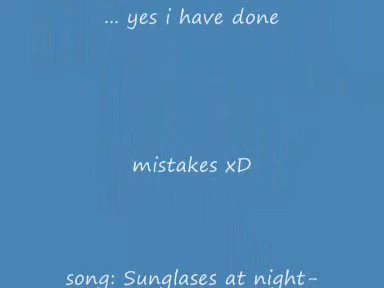 ... yes i have done
mistakes xD
song: Sunglases at night-